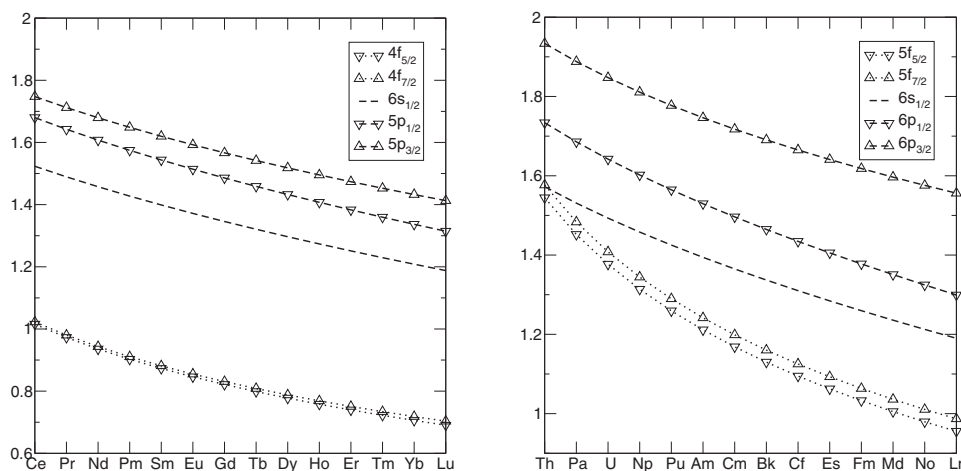 2
1.8
1.6
1.4
1.2
1
0.8
0.6
Ce Pr Nd Pm Sm Eu Gd Tb Dy Ho Er Tm Yb Lu
4f5/2
4f7/2
6s1/2
5p1/2
5p3/2
2
1.8
1.6
1.4
1.2
1
Th Pa U Np Pu Am Cm Bk Cf Es Fm Md No Lr
5f5/2
5f7/2
6s1/2
6p1/2
6p3/2